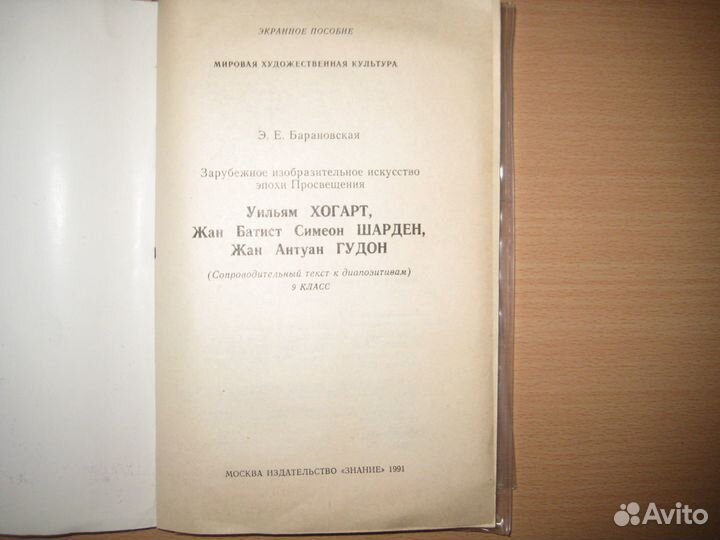 ЭКРАННОЕ ПОСОБИЕ
МИРОВАЯ ХУДОЖЕСТВЕННАЯ КУЛЬТУРА
Э. Е. Барановская
Зарубежное изобразительное искусство
эпохи Просвещения
Уильям ХОГАРТ,
Жан Батист Симеон ШАРДЕН,
Жан Антуан ГУДОН
(Сопроводительный текст к диапозитивам)
9 КЛАСС
МОСКВА ИЗДАТЕЛЬСТВО «ЗНАНИЕ» 1991
Avito